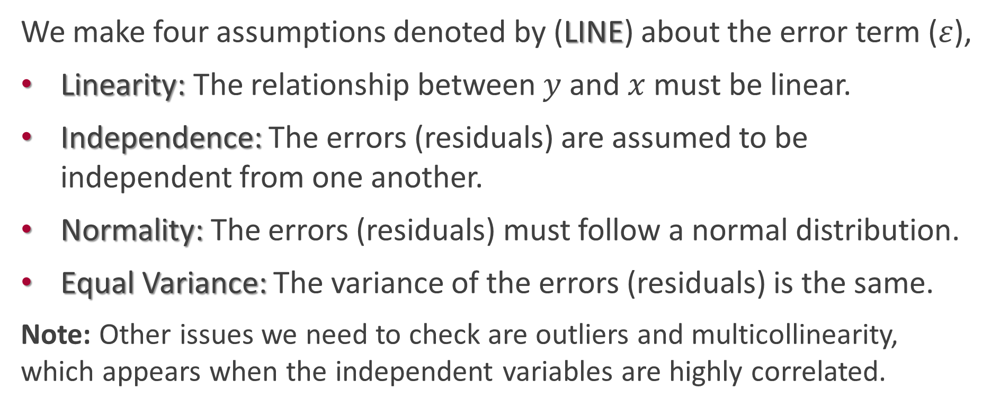 We make four assumptions denoted by (LINE) about the error term (ε),
• Linearity: The relationship between y and x must be linear.
• Independence: The errors (residuals) are assumed to be
independent from one another.
• Normality: The errors (residuals) must follow a normal distribution.
• Equal Variance: The variance of the errors (residuals) is the same.
Note: Other issues we need to check are outliers and multicollinearity,
which appears when the independent variables are highly correlated.